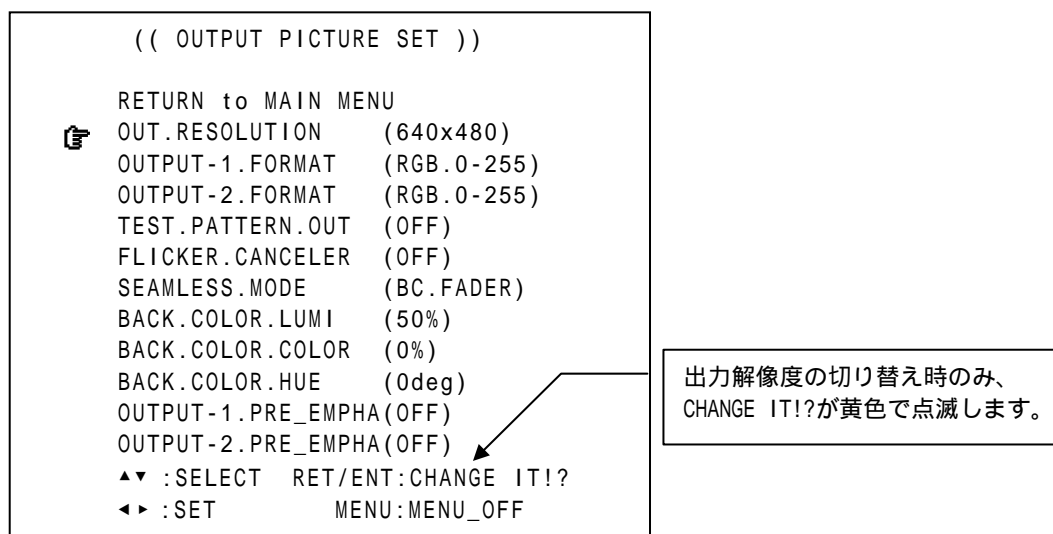 (( OUTPUT PICTURE SET ))
RETURN to MAIN MENU
OUT.RESOLUTION (640x480)
OUTPUT-1.FORMAT (RGB.0-255)
OUTPUT-2.FORMAT (RGB.0-255)
TEST.PATTERN.OUT (OFF)
FLICKER.CANCELER (OFF)
SEAMLESS.MODE (BC.FADER)
BACK.COLOR.LUMI (50%)
BACK.COLOR.COLOR (0%)
BACK.COLOR.HUE (0deg)
OUTPUT-1.PRE_EMPHA(OFF)
OUTPUT-2.PRE_EMPHA(OFF)
▲▼ :SELECT RET/ENT:CHANGE IT!?
◄► :SET MENU:MENU_OFF
出力解像度の切り替え時のみ、
CHANGE IT!?が黄色で点滅します。